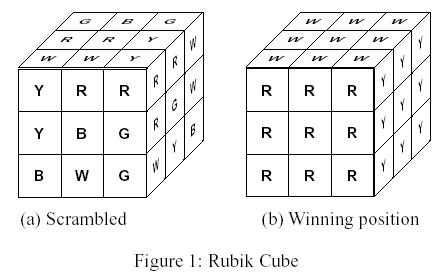 G B G
R R Y
W W Y
Y R R
Y B G
B W G
R R W
R G W
W Y B
(a) Scrambled
W W W
W W W
W W W
R R R
R R R
R R R
Y Y Y
Y Y Y
Y Y Y
(b) Winning position
Figure 1: Rubik Cube